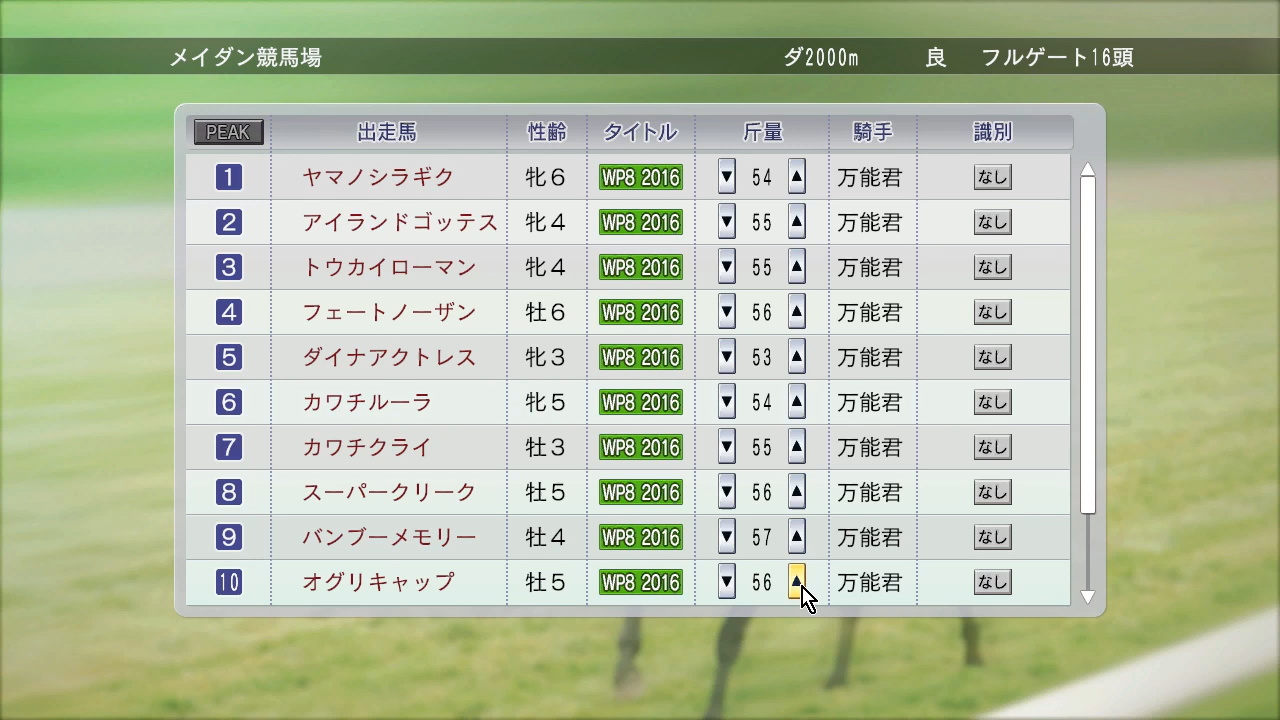 メイダン競馬場 ダ2000m 良 フルゲート16頭
PEAK 出走馬 性齢 タイトル 斤量 騎手 識別
1 ヤマノシラギク 牝6 WP8 2016 ▼ 54 ▲ 万能君 なし
2 アイランドゴッテス 牝4 WP8 2016 ▼ 55 ▲ 万能君 なし
3 トウカイローマン 牝4 WP8 2016 ▼ 55 ▲ 万能君 なし
4 フェートノーザン 牡6 WP8 2016 ▼ 56 ▲ 万能君 なし
5 ダイナアクトレス 牝3 WP8 2016 ▼ 53 ▲ 万能君 なし
6 カワチルーラ 牝5 WP8 2016 ▼ 54 ▲ 万能君 なし
7 カワチクライ 牡3 WP8 2016 ▼ 55 ▲ 万能君 なし
8 スーパークリーク 牡5 WP8 2016 ▼ 56 ▲ 万能君 なし
9 バンブーメモリー 牡4 WP8 2016 ▼ 57 ▲ 万能君 なし
10 オグリキャップ 牡5 WP8 2016 ▼ 56 ▲ 万能君 なし